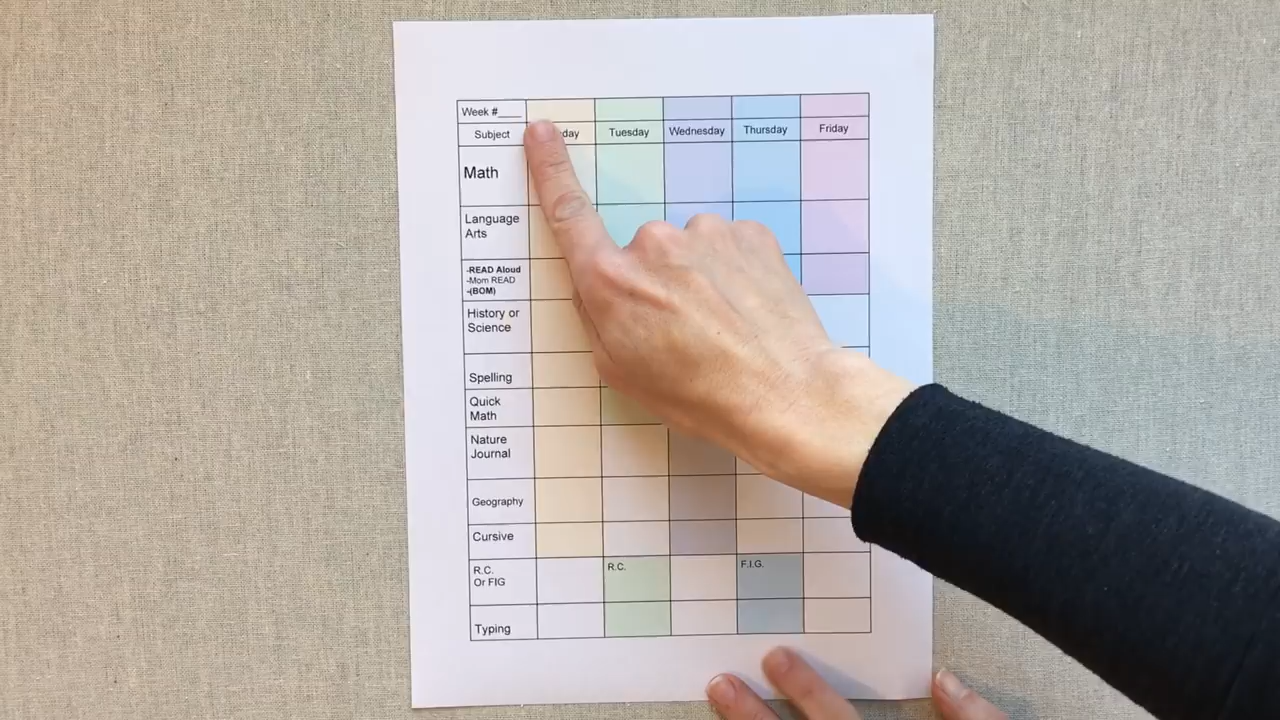 Week #____
Subject
Tuesday
Wednesday
Thursday
Friday
Math
Language
Arts
-READ Aloud
-Mom READ
-(BOM)
History or
Science
Spelling
Quick
Math
Nature
Journal
Geography
Cursive
R.C.
Or FIG
R.C.
F.I.G.
Typing